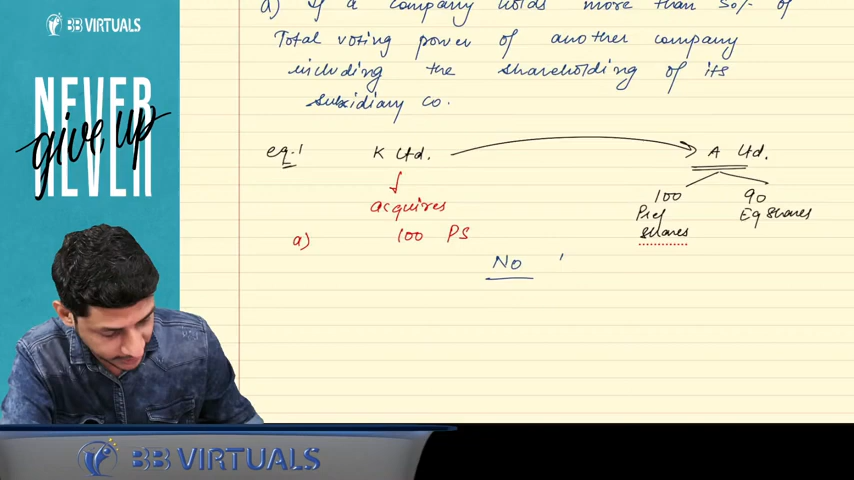 a) If a company holds more than 50% of
Total voting power of another company
including the shareholding of its
subsidiary co.
BB VIRTUALS
NEVER
give up
NEVER
eg.1 K Ltd. A Ltd.
acquires
100 90
Pref Eq Shares
shares
a) 100 PS
No '
BB VIRTUALS